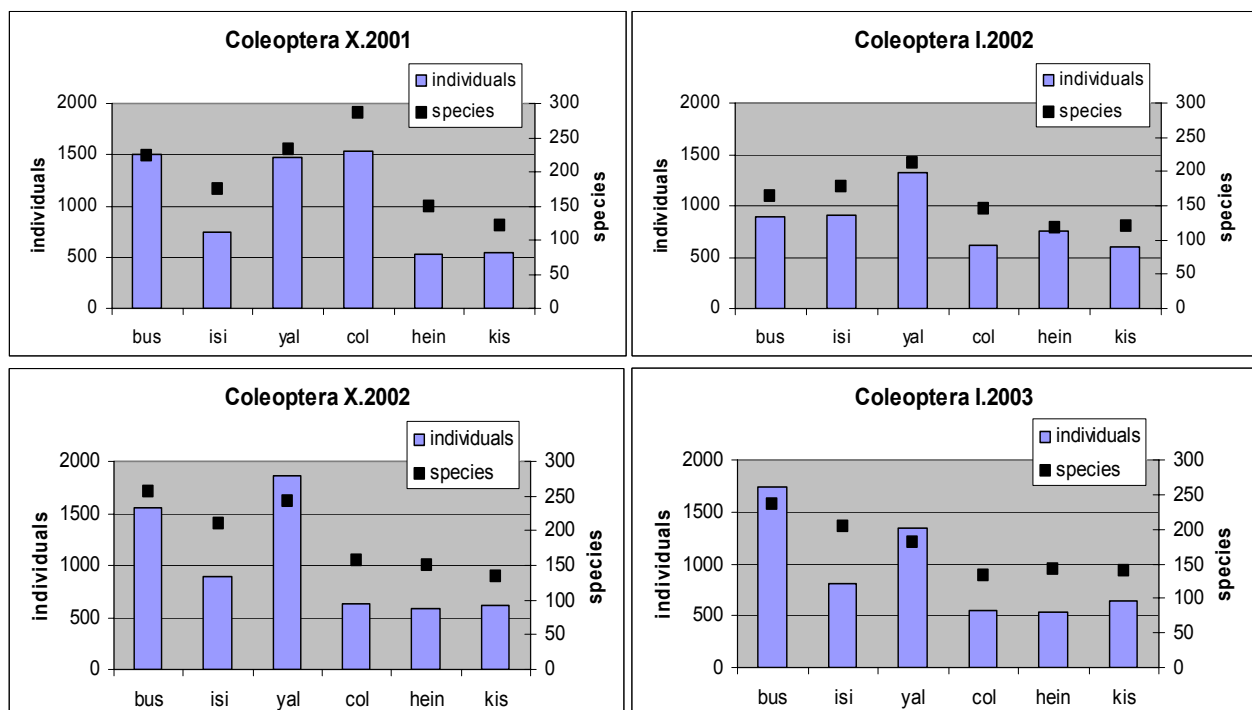 Coleoptera X.2001
individuals
species
2000
1500
1000
500
0
individuals
300
250
200
150
100
50
0
species
bus isi yal col hein kis
Coleoptera I.2002
individuals
species
2000
1500
1000
500
0
individuals
300
250
200
150
100
50
0
species
bus isi yal col hein kis
Coleoptera X.2002
individuals
species
2000
1500
1000
500
0
individuals
300
250
200
150
100
50
0
species
bus isi yal col hein kis
Coleoptera I.2003
individuals
species
2000
1500
1000
500
0
individuals
300
250
200
150
100
50
0
species
bus isi yal col hein kis